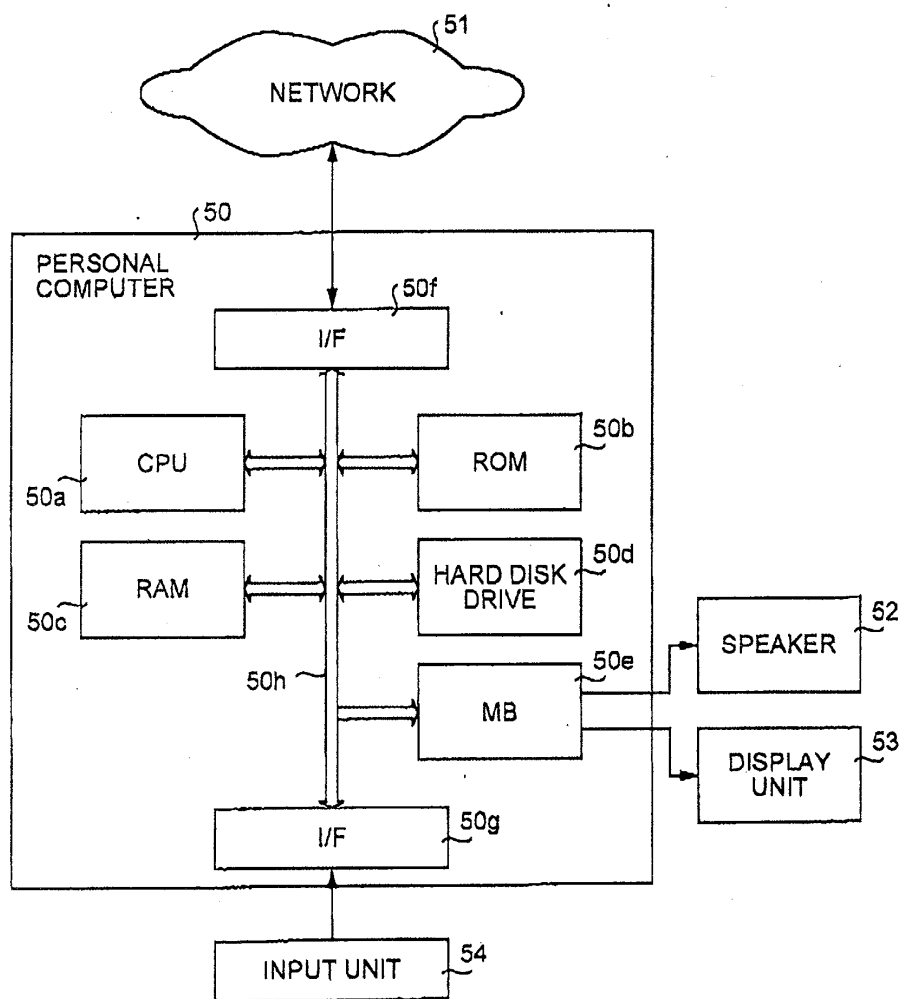 51
NETWORK
50
PERSONAL
COMPUTER
50f
I/F
CPU
50a
ROM
50b
RAM
50c
HARD DISK
DRIVE
50d
50h
MB
50e
SPEAKER
52
DISPLAY
UNIT
53
I/F
50g
INPUT UNIT
54